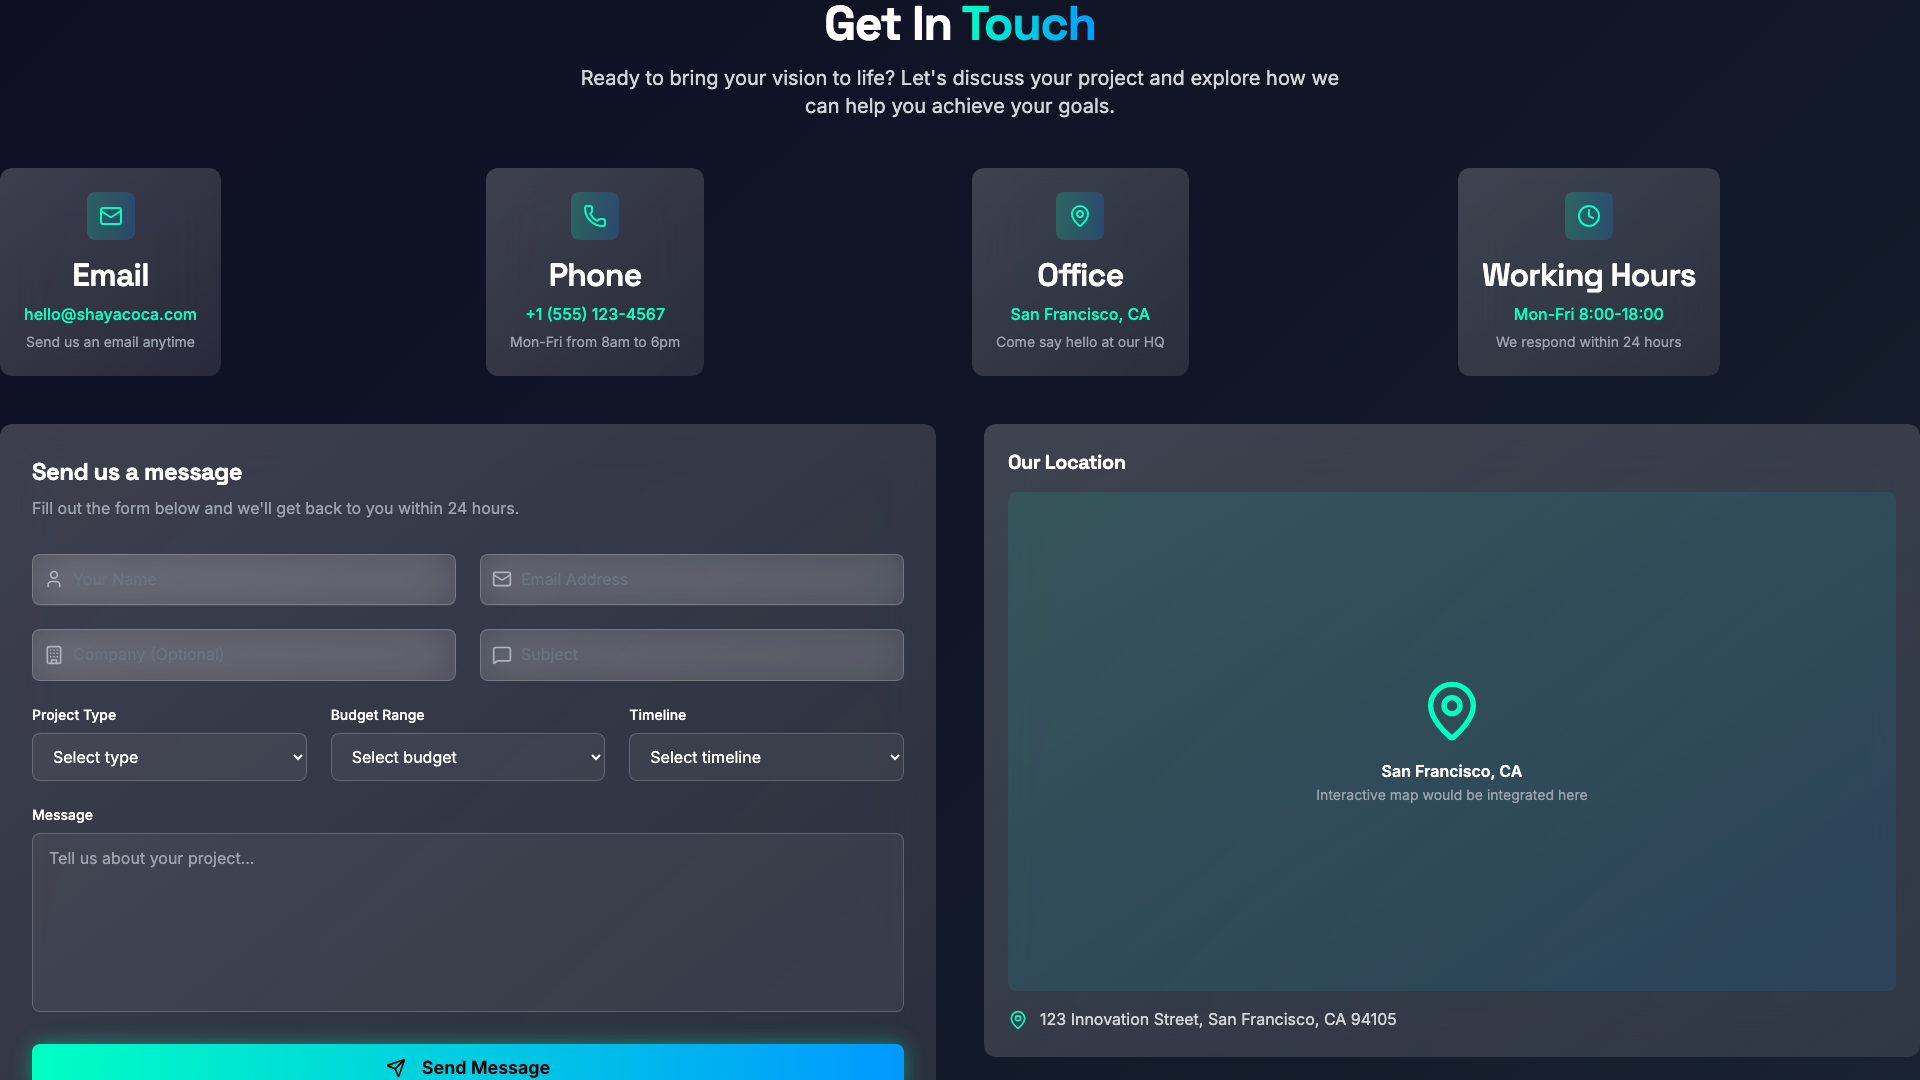 Get In Touch
Ready to bring your vision to life? Let's discuss your project and explore how we
can help you achieve your goals.
Email
hello@shayacoca.com
Send us an email anytime
Phone
+1 (555) 123-4567
Mon-Fri from 8am to 6pm
Office
San Francisco, CA
Come say hello at our HQ
Working Hours
Mon-Fri 8:00-18:00
We respond within 24 hours
Send us a message
Fill out the form below and we'll get back to you within 24 hours.
Your Name
Email Address
Company (Optional)
Subject
Project Type
Budget Range
Timeline
Select type
Select budget
Select timeline
Message
Tell us about your project...
Send Message
Our Location
San Francisco, CA
Interactive map would be integrated here
123 Innovation Street, San Francisco, CA 94105